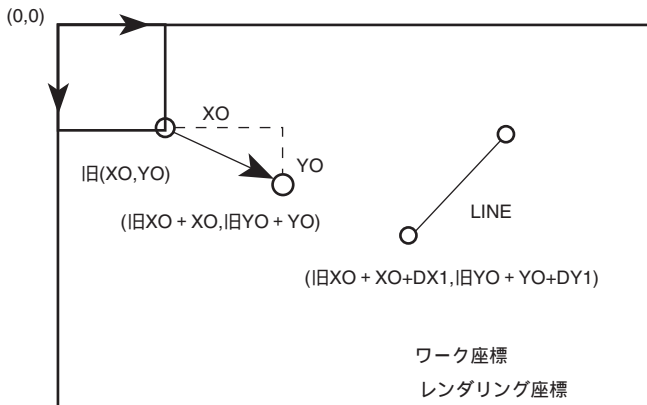 (0,0)
XO
YO
旧(XO,YO)
(旧XO + XO,旧YO + YO)
LINE
(旧XO + XO+DX1,旧YO + YO+DY1)
ワーク座標
レンダリング座標